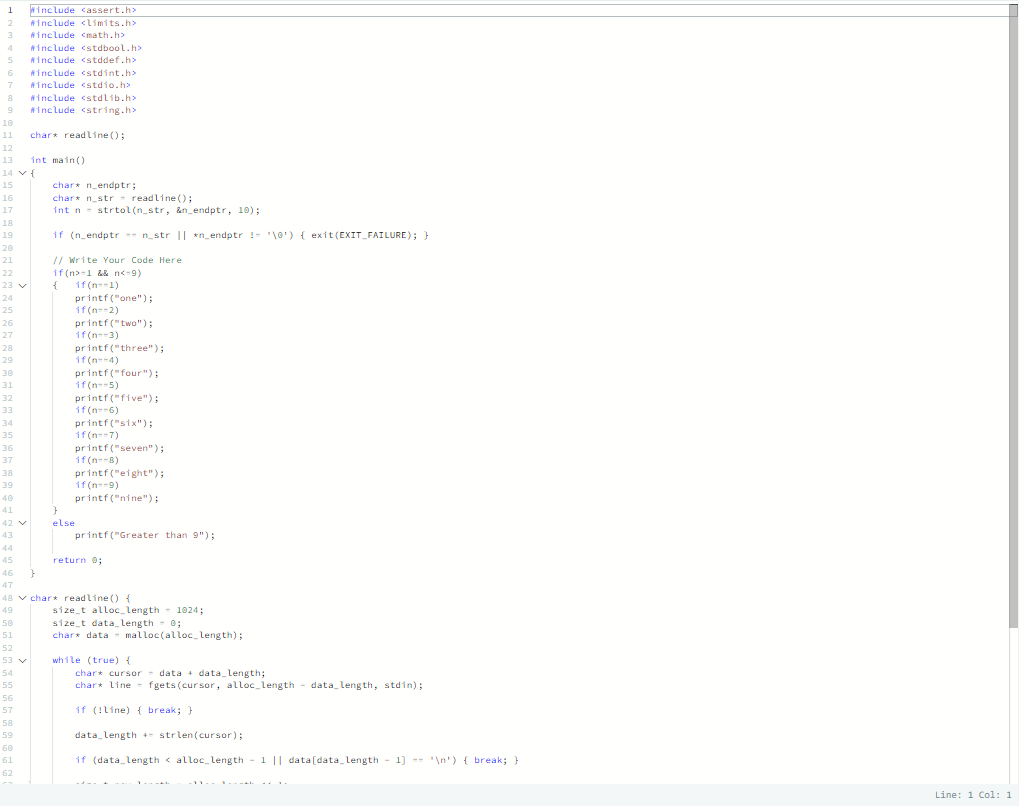 1 #include <assert.h>
2 #include <limits.h>
3 #include <math.h>
4 #include <stdbool.h>
5 #include <stddef.h>
6 #include <stdint.h>
7 #include <stdio.h>
8 #include <stdlib.h>
9 #include <string.h>
10
11 char* readline();
12
13 int main()
14 {
15 char* n_endptr;
16 char* n_str = readline();
17 int n = strtol(n_str, &n_endptr, 10);
18
19 if (n_endptr == n_str || *n_endptr != '\0') { exit(EXIT_FAILURE); }
20
21 // Write Your Code Here
22 if(n>=1 && n<=9)
23 { if(n==1)
24 printf("one");
25 if(n==2)
26 printf("two");
27 if(n==3)
28 printf("three");
29 if(n==4)
30 printf("four");
31 if(n==5)
32 printf("five");
33 if(n==6)
34 printf("six");
35 if(n==7)
36 printf("seven");
37 if(n==8)
38 printf("eight");
39 if(n==9)
40 printf("nine");
41 }
42 else
43 printf("Greater than 9");
44
45 return 0;
46 }
47
48 char* readline() {
49 size_t alloc_length = 1024;
50 size_t data_length = 0;
51 char* data = malloc(alloc_length);
52
53 while (true) {
54 char* cursor = data + data_length;
55 char* line = fgets(cursor, alloc_length - data_length, stdin);
56
57 if (!line) { break; }
58
59 data_length += strlen(cursor);
60
61 if (data_length < alloc_length - 1 || data[data_length - 1] == '\n') { break; }
62
Line: 1 Col: 1